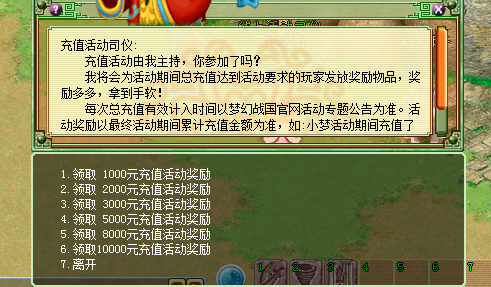 充值活动司仪:
充值活动由我主持，你参加了吗？
我将会为活动期间总充值达到活动要求的玩家发放奖励物品，奖
励多多，拿到手软！
每次总充值有效计入时间以梦幻战国官网活动专题公告为准。活
动奖励以最终活动期间累计充值金额为准，如:小梦活动期间充值了
1.领取 1000元充值活动奖励
2.领取 2000元充值活动奖励
3.领取 3000元充值活动奖励
4.领取 5000元充值活动奖励
5.领取 8000元充值活动奖励
6.领取10000元充值活动奖励
7.离开
1 2 3 4 5 6 7